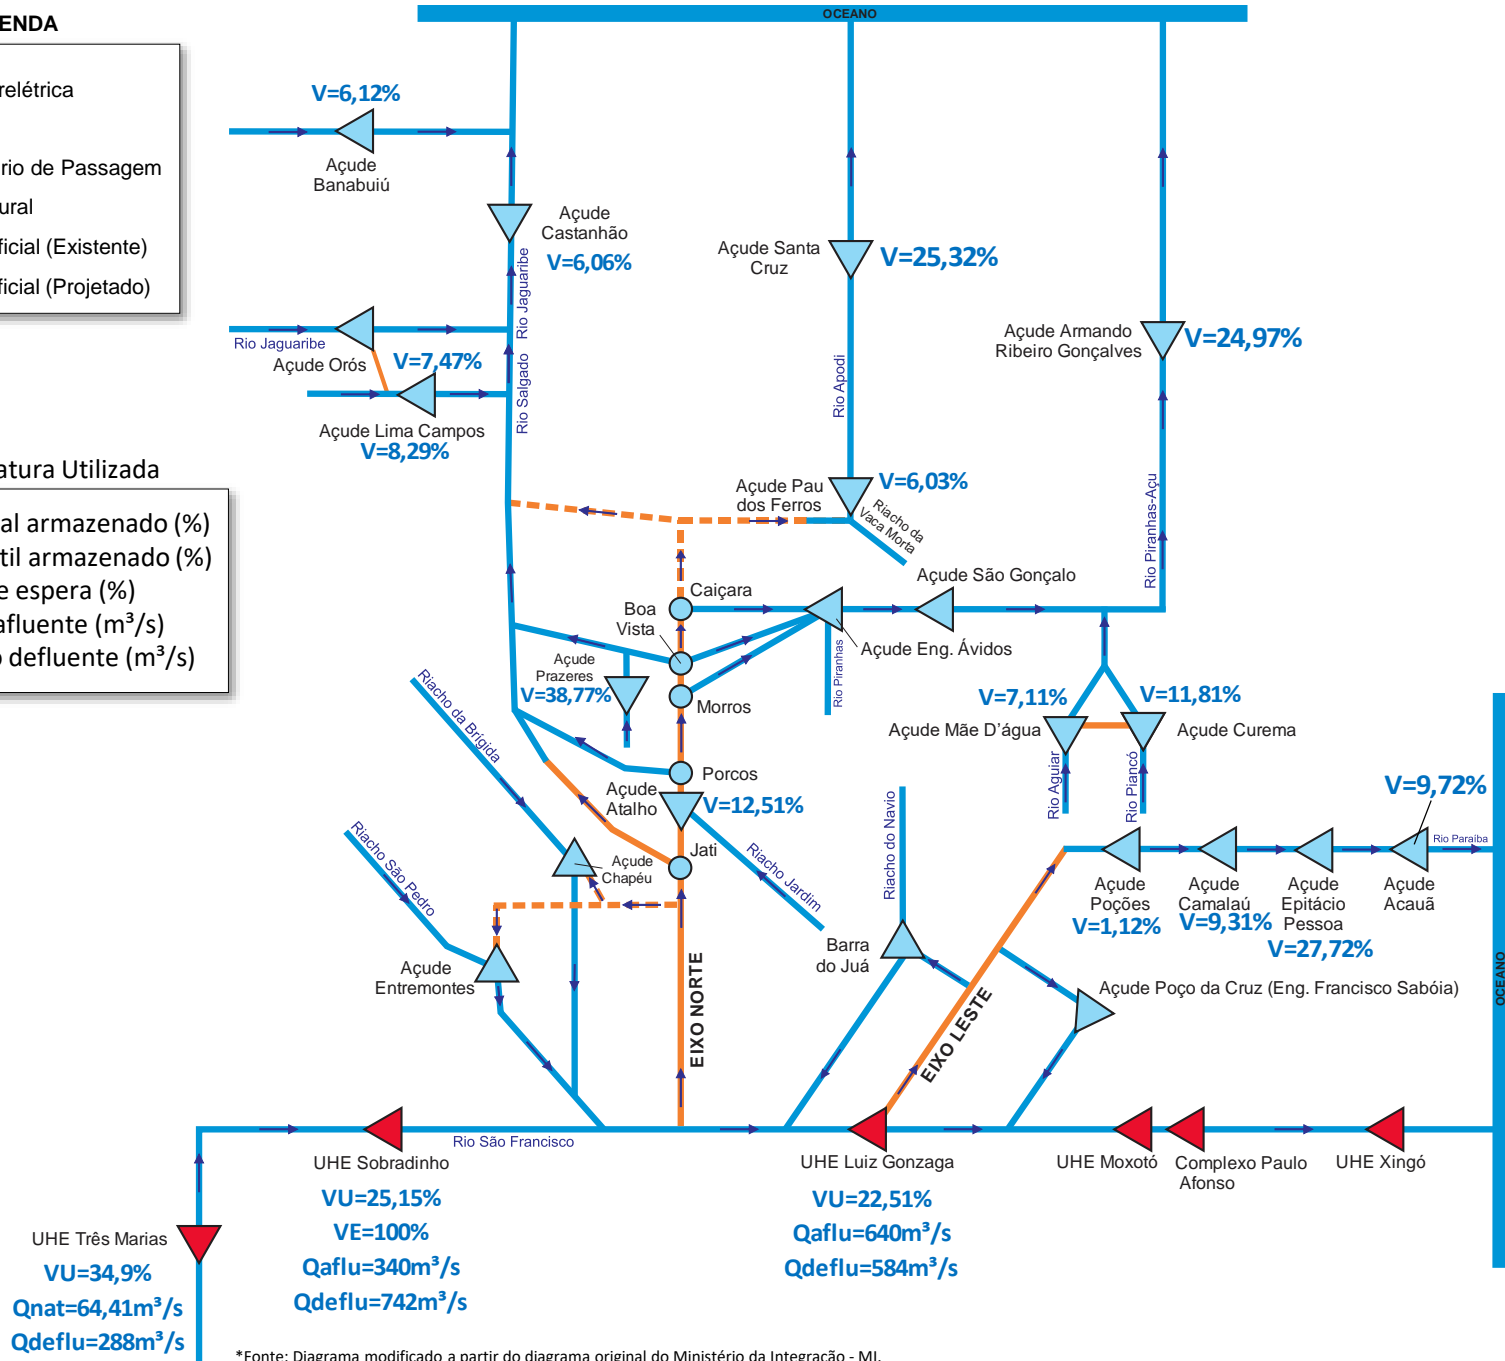 OCEANO
ENDA
relétrica
rio de Passagem
ural
ficial (Existente)
ficial (Projetado)
V=6,12%
Açude
Banabuiú
Açude
Castanhão
V=6,06%
Rio Jaguaribe
Açude Santa
Cruz
V=25,32%
Açude Armando
Ribeiro Gonçalves
V=24,97%
Rio Jaguaribe
Açude Orós
V=7,47%
Rio Salgado
Rio Apodi
Açude Lima Campos
V=8,29%
atura Utilizada
al armazenado (%)
til armazenado (%)
e espera (%)
afluente (m³/s)
o defluente (m³/s)
Açude Pau
dos Ferros
V=6,03%
Riacho da
Vaca Morta
Rio Piranhas-Açu
Açude São Gonçalo
Caiçara
Boa
Vista
Açude Eng. Ávidos
Rio Piranhas
Açude
Prazeres
V=38,77%
Morros
Riacho da Brígida
V=7,11%
V=11,81%
Açude Mãe D'água
Açude Curema
Rio Aguiar
Rio Piancó
Porcos
Açude
Atalho
V=12,51%
V=9,72%
Riacho São Pedro
Açude
Chapéu
Jati
Riacho Jardim
Riacho do Navio
Rio Paraíba
Açude
Poções
V=1,12%
Açude
Camalaú
V=9,31%
Açude
Epitácio
Pessoa
V=27,72%
Açude
Acauã
Açude
Entremontes
Barra
do Juá
Açude Poço da Cruz (Eng. Francisco Sabóia)
OCEANO
EIXO NORTE
EIXO LESTE
Rio São Francisco
UHE Sobradinho
VU=25,15%
VE=100%
Qaflu=340m³/s
Qdeflu=742m³/s
UHE Luiz Gonzaga
VU=22,51%
Qaflu=640m³/s
Qdeflu=584m³/s
UHE Moxotó
Complexo Paulo
Afonso
UHE Xingó
UHE Três Marias
VU=34,9%
Qnat=64,41m³/s
Qdeflu=288m³/s
*Fonte: Diagrama modificado a partir do diagrama original do Ministério da Integração - MI.